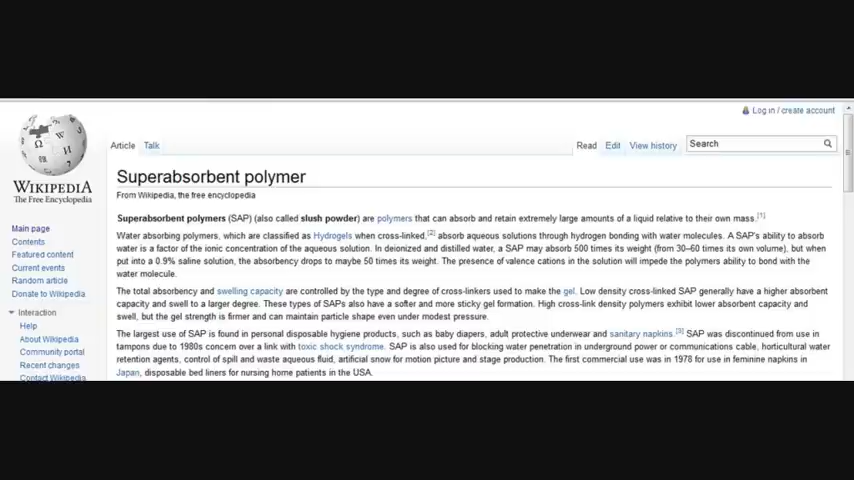 Log in / create account
WIKIPEDIA
The Free Encyclopedia
Main page
Contents
Featured content
Current events
Random article
Donate to Wikipedia
Interaction
Help
About Wikipedia
Community portal
Recent changes
Contact Wikipedia
Article Talk
Read Edit View history Search
Superabsorbent polymer
From Wikipedia, the free encyclopedia
Superabsorbent polymers (SAP) (also called slush powder) are polymers that can absorb and retain extremely large amounts of a liquid relative to their own mass.[1]
Water absorbing polymers, which are classified as Hydrogels when cross-linked,[2] absorb aqueous solutions through hydrogen bonding with water molecules. A SAP's ability to absorb
water is a factor of the ionic concentration of the aqueous solution. In deionized and distilled water, a SAP may absorb 500 times its weight (from 30–60 times its own volume), but when
put into a 0.9% saline solution, the absorbency drops to maybe 50 times its weight. The presence of valence cations in the solution will impede the polymers ability to bond with the
water molecule.
The total absorbency and swelling capacity are controlled by the type and degree of cross-linkers used to make the gel. Low density cross-linked SAP generally have a higher absorbent
capacity and swell to a larger degree. These types of SAPs also have a softer and more sticky gel formation. High cross-link density polymers exhibit lower absorbent capacity and
swell, but the gel strength is firmer and can maintain particle shape even under modest pressure.
The largest use of SAP is found in personal disposable hygiene products, such as baby diapers, adult protective underwear and sanitary napkins.[3] SAP was discontinued from use in
tampons due to 1980s concern over a link with toxic shock syndrome. SAP is also used for blocking water penetration in underground power or communications cable, horticultural water
retention agents, control of spill and waste aqueous fluid, artificial snow for motion picture and stage production. The first commercial use was in 1978 for use in feminine napkins in
Japan, disposable bed liners for nursing home patients in the USA.